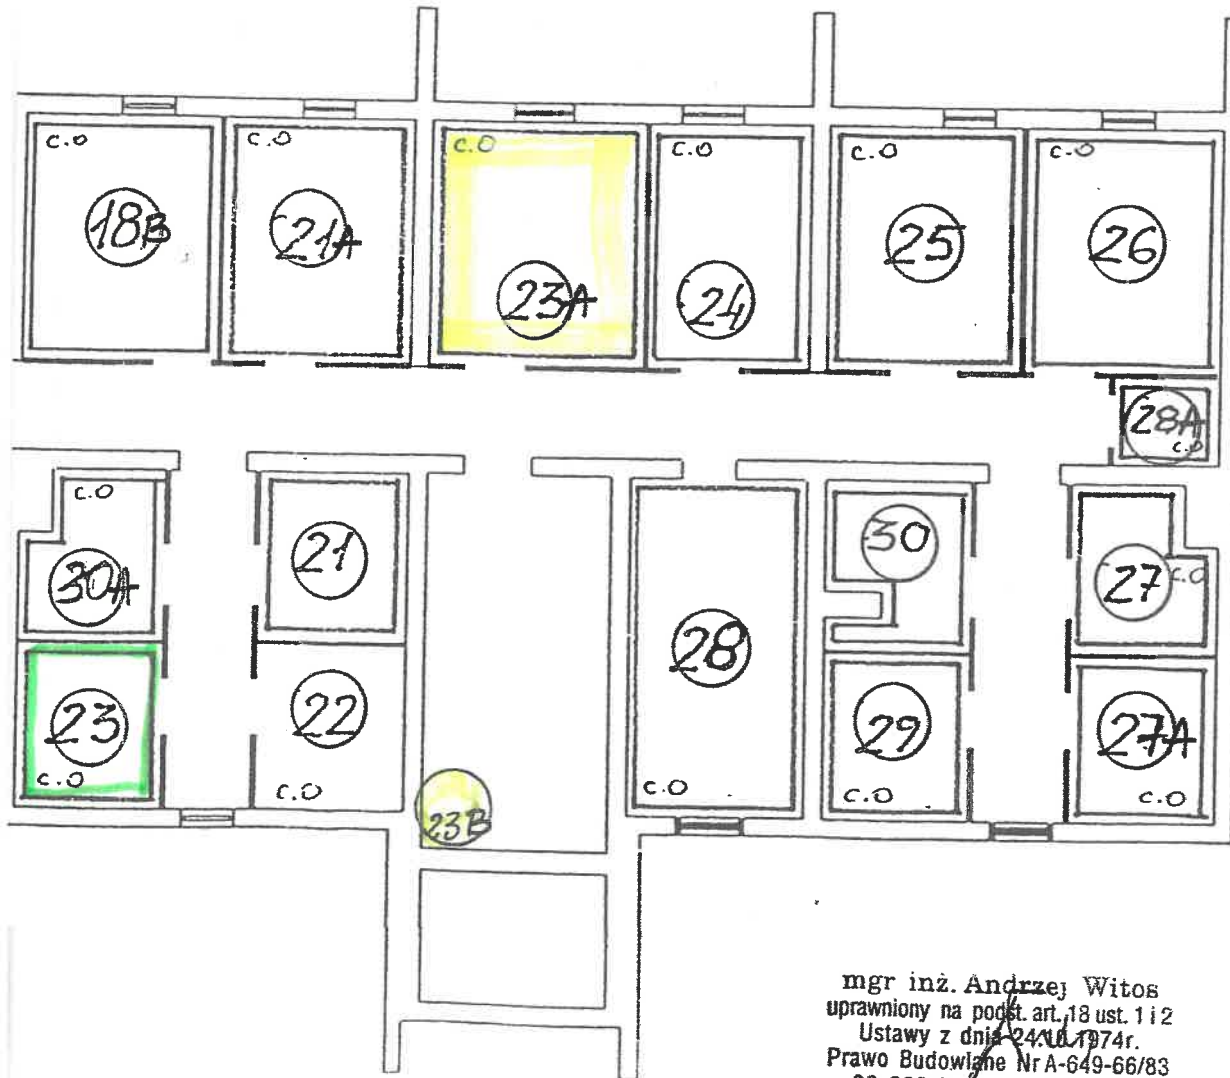 c.o
c.o
c.o
c.o
c.o
c.o
18B
21A
23A
24
25
26
28A
c.o
c.o
30A
21
30
27
c.o
28
23
c.o
22
c.o
23B
c.o
29
c.o
27A
c.o
mgr inż. Andrzej Witos
uprawniony na podst. art. 18 ust. 1 i 2
Ustawy z dnia 24.10.1974r.
Prawo Budowlane Nr A-649-66/83